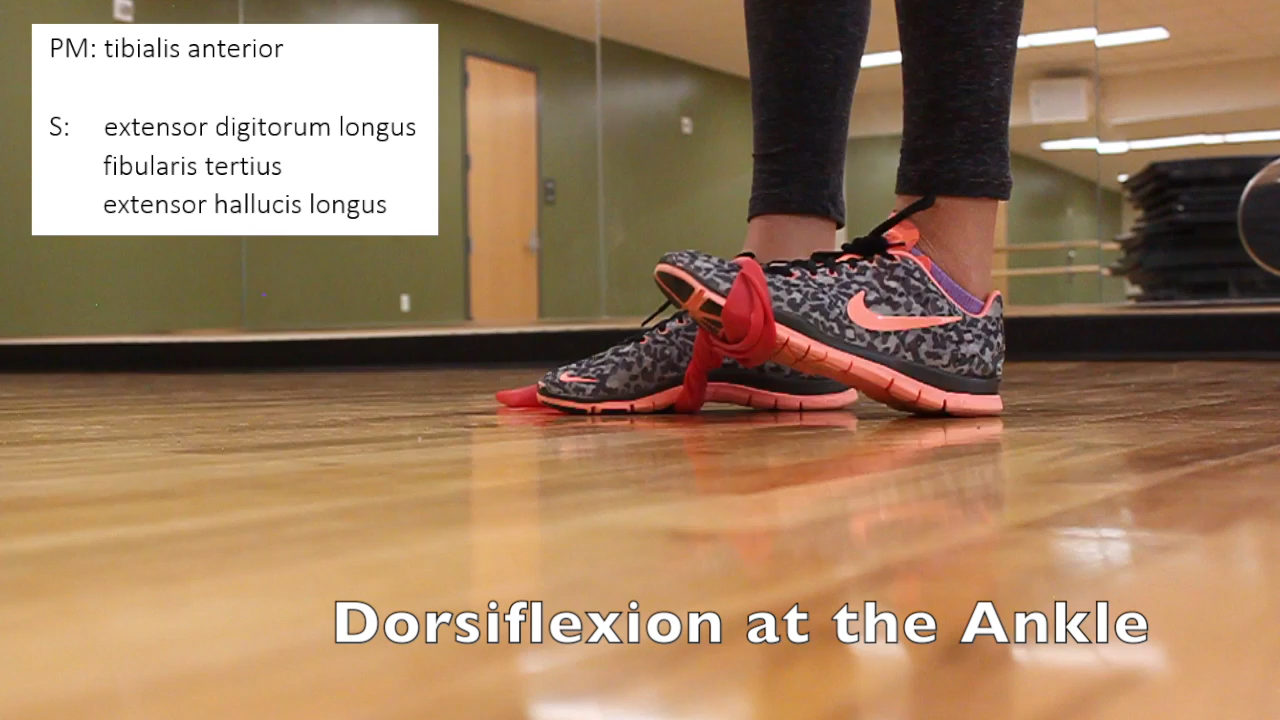 PM: tibialis anterior
S: extensor digitorum longus
fibularis tertius
extensor hallucis longus
Dorsiflexion at the Ankle